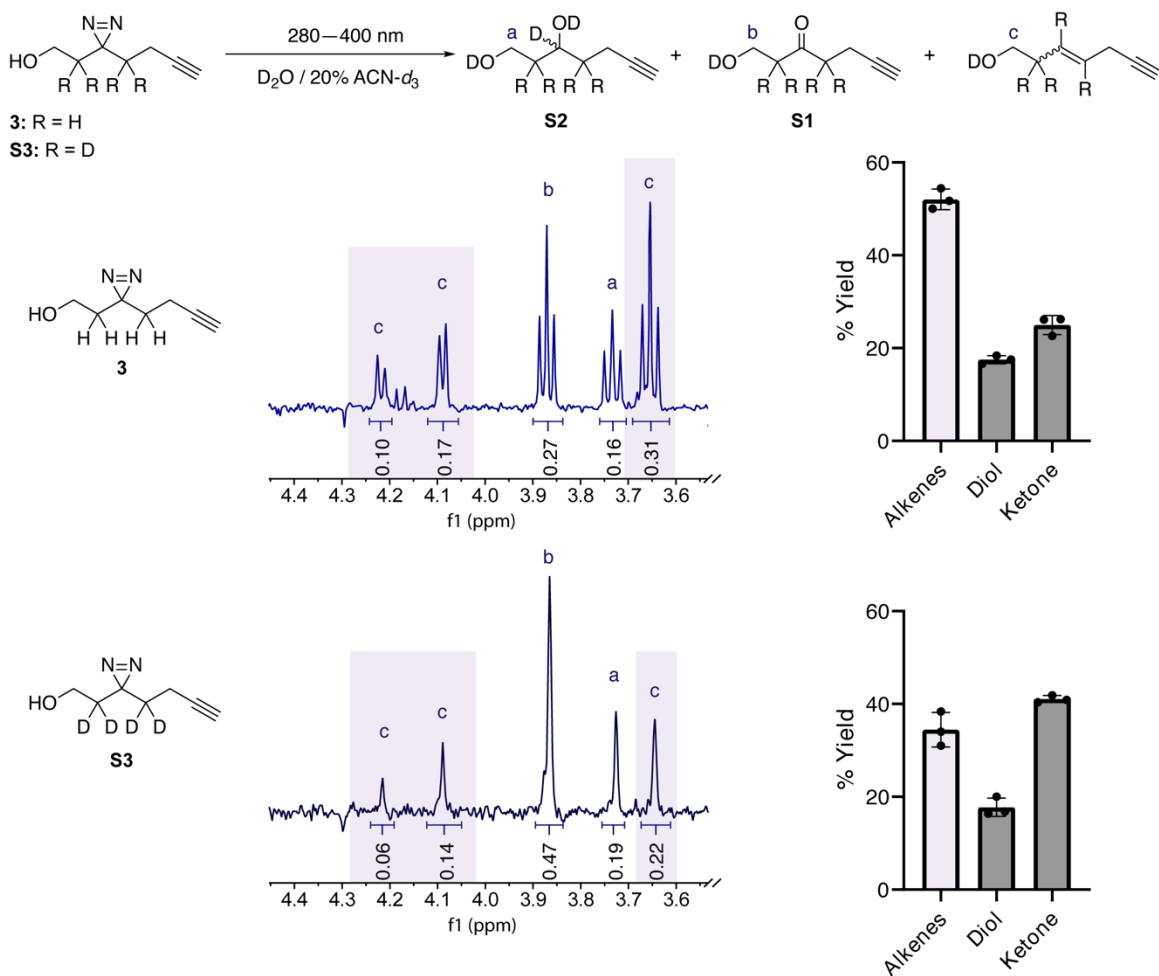 N=N
HO
R R R R
280—400 nm
D₂O / 20% ACN-d₃
a
OD
D
DO
R R R R
S2
+
b
O
DO
R R R R
S1
+
c
R
DO
R R R
3: R = H
S3: R = D
N=N
HO
H H H H
3
c
c
b
a
c
0.10
0.17
0.27
0.16
0.31
4.4 4.3 4.2 4.1 4.0 3.9 3.8 3.7 3.6
f1 (ppm)
% Yield
60
40
20
0
Alkenes
Diol
Ketone
N=N
HO
D D D D
S3
c
c
b
a
c
0.06
0.14
0.47
0.19
0.22
4.4 4.3 4.2 4.1 4.0 3.9 3.8 3.7 3.6
f1 (ppm)
% Yield
60
40
20
0
Alkenes
Diol
Ketone